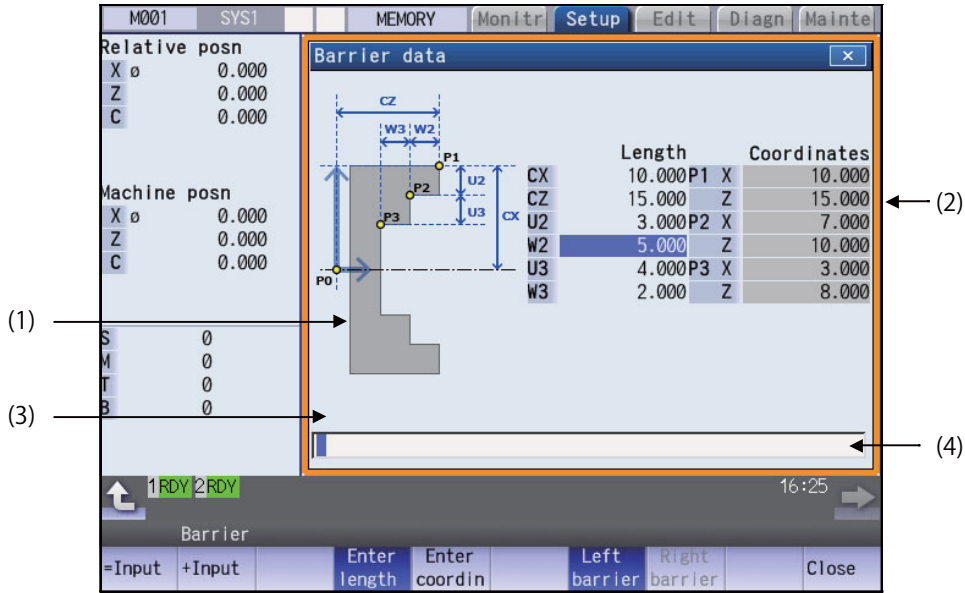 M001 SYS1 MEMORY Monitr Setup Edit Diagn Mainte
Relative posn
X ø 0.000
Z 0.000
C 0.000
Machine posn
X ø 0.000
Z 0.000
C 0.000
S 0
M 0
T 0
B 0
Barrier data ×
CZ
W3 W2
P1
U2
P2
U3
CX
P3
P0
Length Coordinates
CX 10.000 P1 X 10.000
CZ 15.000 Z 15.000
U2 3.000 P2 X 7.000
W2 5.000 Z 10.000
U3 4.000 P3 X 3.000
W3 2.000 Z 8.000
(1)
(2)
(3)
(4)
1 RDY 2 RDY 16:25
Barrier
=Input +Input Enter length Enter coordin Left barrier Right barrier Close